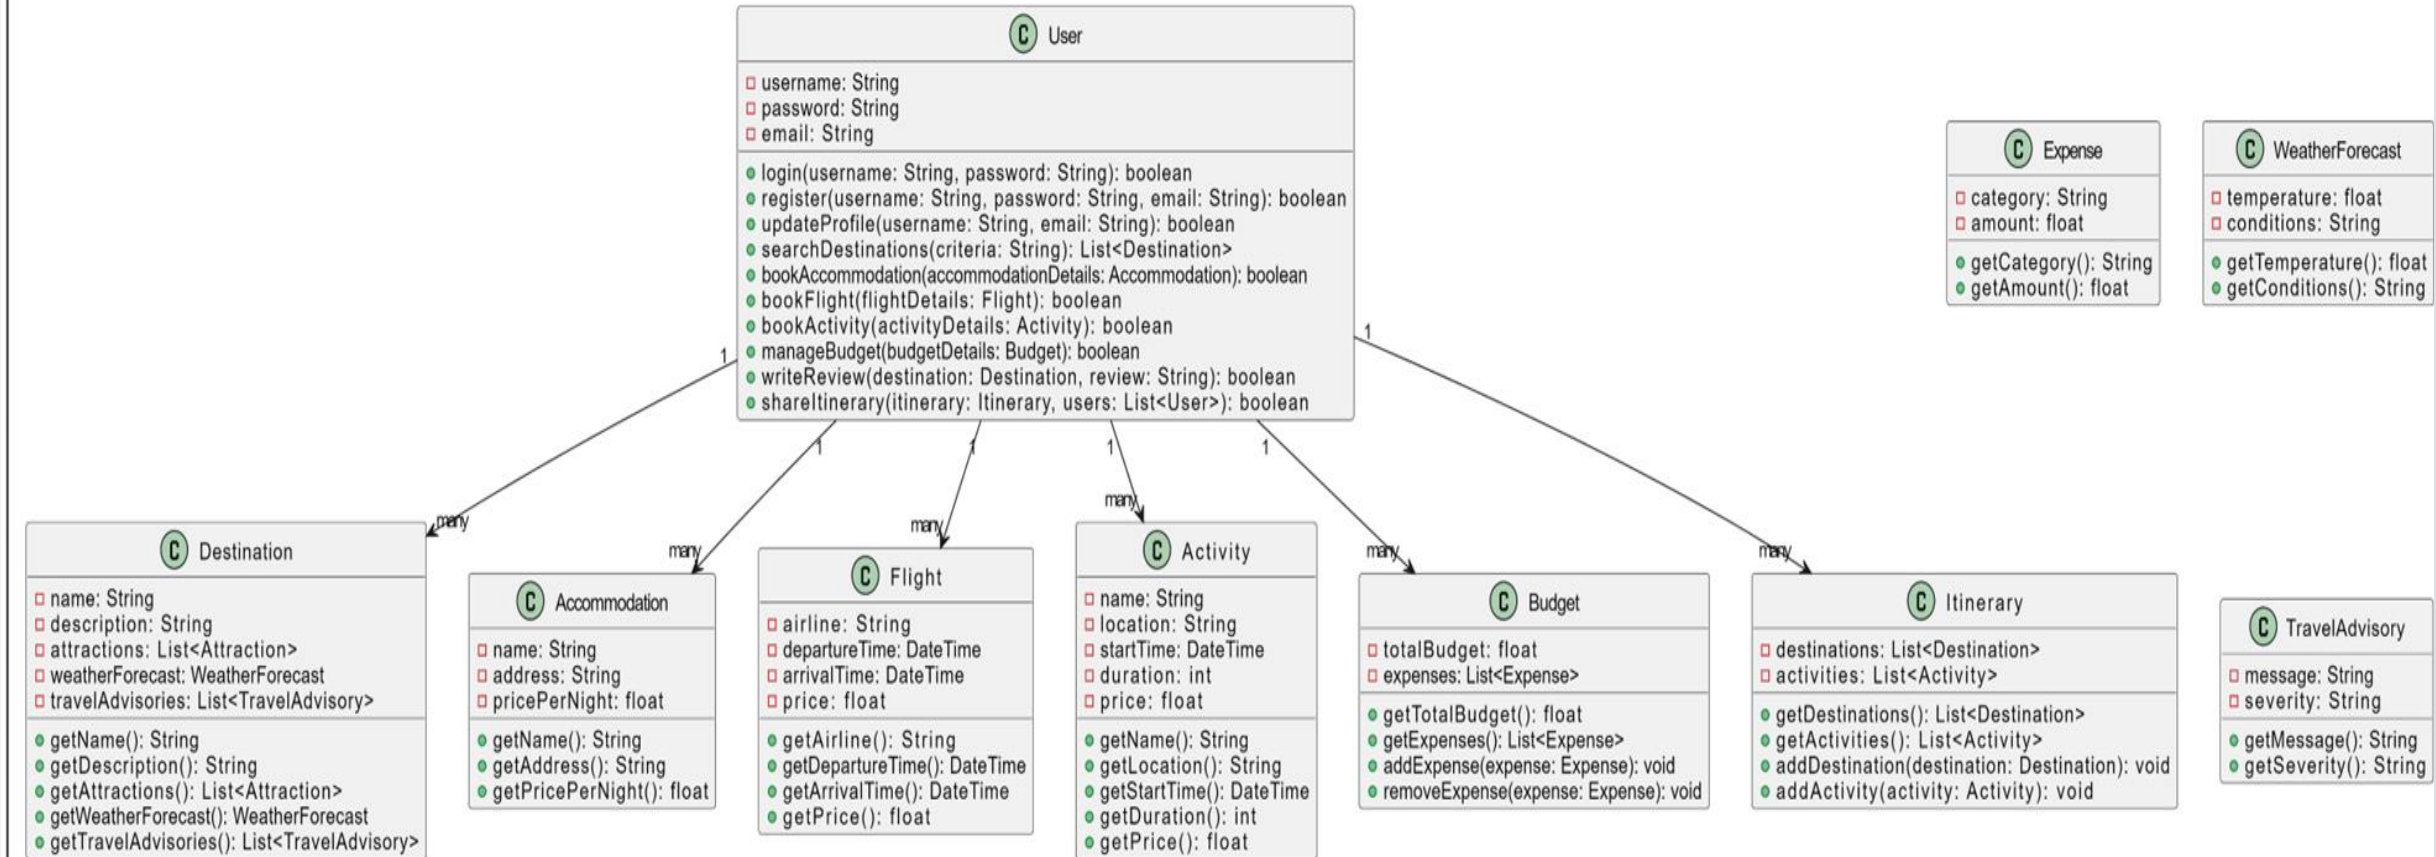 C User
username: String
password: String
email: String
login(username: String, password: String): boolean
register(username: String, password: String, email: String): boolean
updateProfile(username: String, email: String): boolean
searchDestinations(criteria: String): List<Destination>
bookAccommodation(accommodationDetails: Accommodation): boolean
bookFlight(flightDetails: Flight): boolean
bookActivity(activityDetails: Activity): boolean
manageBudget(budgetDetails: Budget): boolean
writeReview(destination: Destination, review: String): boolean
shareItinerary(itinerary: Itinerary, users: List<User>): boolean
C Expense
category: String
amount: float
getCategory(): String
getAmount(): float
C WeatherForecast
temperature: float
conditions: String
getTemperature(): float
getConditions(): String
1
1
1
1
1
1
many
many
many
many
many
many
C Destination
name: String
description: String
attractions: List<Attraction>
weatherForecast: WeatherForecast
travelAdvisories: List<TravelAdvisory>
getName(): String
getDescription(): String
getAttractions(): List<Attraction>
getWeatherForecast(): WeatherForecast
getTravelAdvisories(): List<TravelAdvisory>
C Accommodation
name: String
address: String
pricePerNight: float
getName(): String
getAddress(): String
getPricePerNight(): float
C Flight
airline: String
departureTime: DateTime
arrivalTime: DateTime
price: float
getAirline(): String
getDepartureTime(): DateTime
getArrivalTime(): DateTime
getPrice(): float
C Activity
name: String
location: String
startTime: DateTime
duration: int
price: float
getName(): String
getLocation(): String
getStartTime(): DateTime
getDuration(): int
getPrice(): float
C Budget
totalBudget: float
expenses: List<Expense>
getTotalBudget(): float
getExpenses(): List<Expense>
addExpense(expense: Expense): void
removeExpense(expense: Expense): void
C Itinerary
destinations: List<Destination>
activities: List<Activity>
getDestinations(): List<Destination>
getActivities(): List<Activity>
addDestination(destination: Destination): void
addActivity(activity: Activity): void
C TravelAdvisory
message: String
severity: String
getMessage(): String
getSeverity(): String